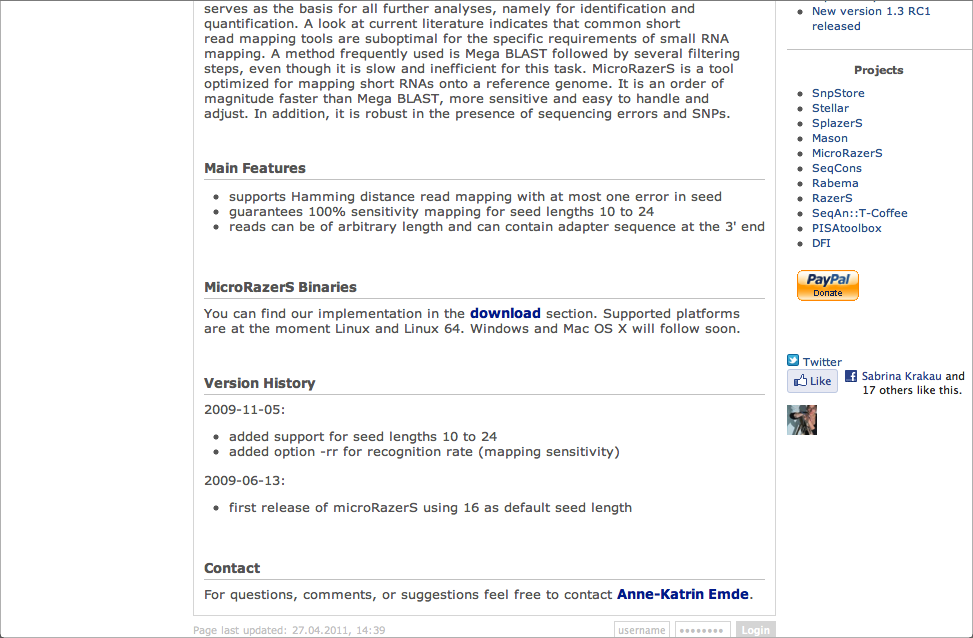 serves as the basis for all further analyses, namely for identification and
quantification. A look at current literature indicates that common short
read mapping tools are suboptimal for the specific requirements of small RNA
mapping. A method frequently used is Mega BLAST followed by several filtering
steps, even though it is slow and inefficient for this task. MicroRazerS is a tool
optimized for mapping short RNAs onto a reference genome. It is an order of
magnitude faster than Mega BLAST, more sensitive and easy to handle and
adjust. In addition, it is robust in the presence of sequencing errors and SNPs.
Main Features
• supports Hamming distance read mapping with at most one error in seed
• guarantees 100% sensitivity mapping for seed lengths 10 to 24
• reads can be of arbitrary length and can contain adapter sequence at the 3' end
MicroRazerS Binaries
You can find our implementation in the download section. Supported platforms
are at the moment Linux and Linux 64. Windows and Mac OS X will follow soon.
Version History
2009-11-05:
• added support for seed lengths 10 to 24
• added option -rr for recognition rate (mapping sensitivity)
2009-06-13:
• first release of microRazerS using 16 as default seed length
Contact
For questions, comments, or suggestions feel free to contact Anne-Katrin Emde.
Page last updated: 27.04.2011, 14:39
username •••••••• Login
• New version 1.3 RC1
released
Projects
• SnpStore
• Stellar
• SplazerS
• Mason
• MicroRazerS
• SeqCons
• Rabema
• RazerS
• SeqAn::T-Coffee
• PISAtoolbox
• DFI
PayPal
Donate
Twitter
Like
Sabrina Krakau and
17 others like this.